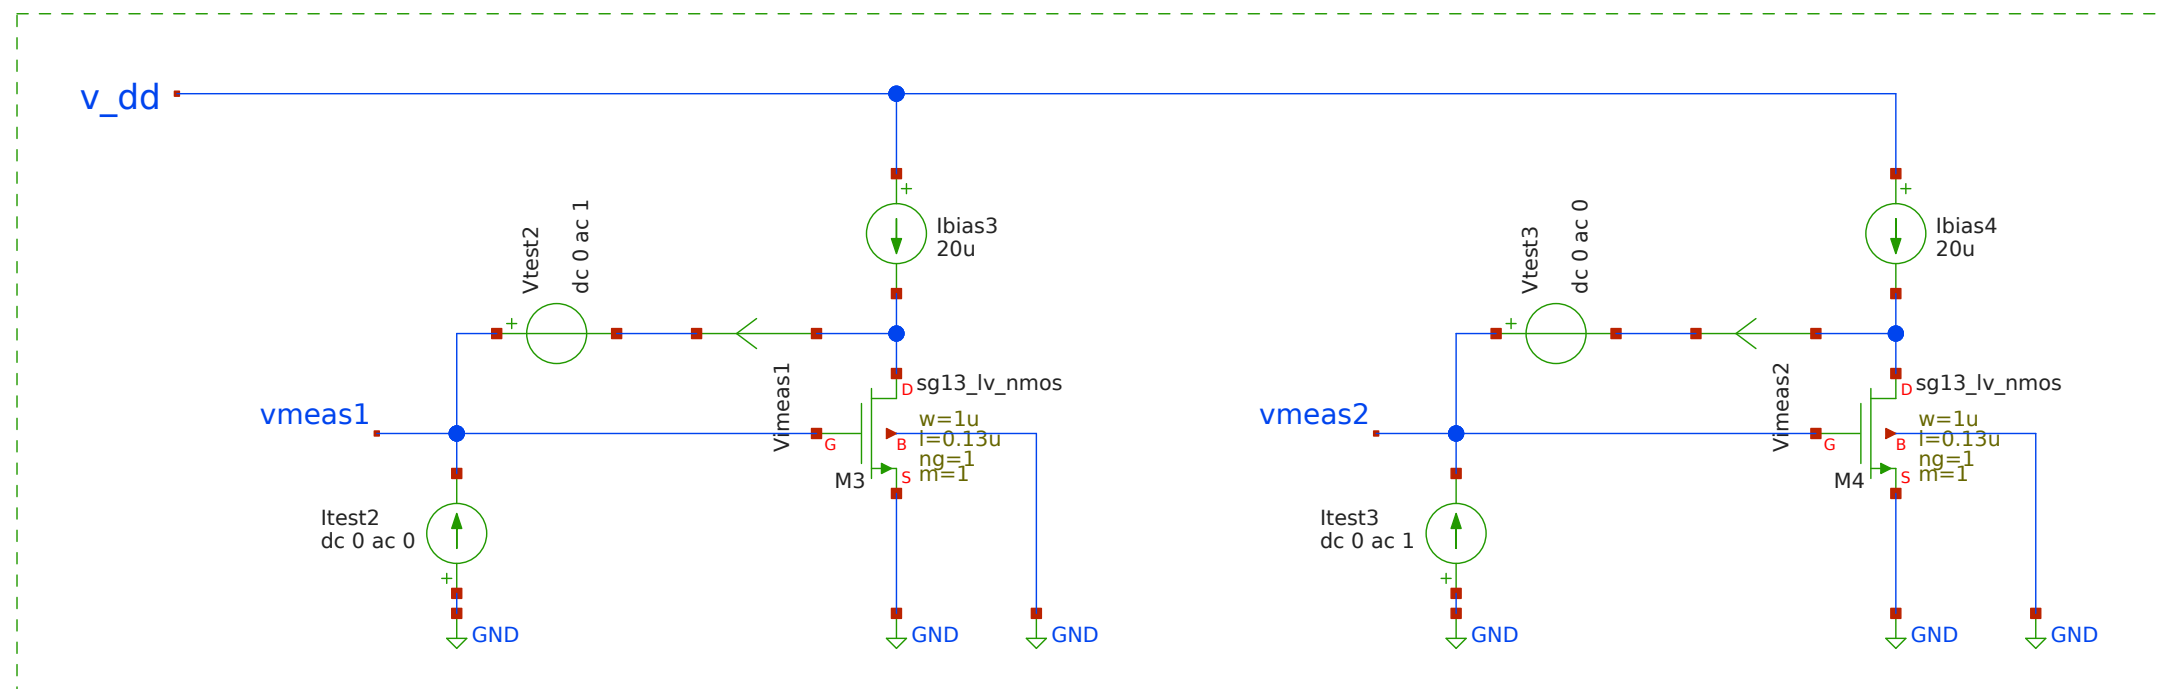 v_dd
Vtest2
dc 0 ac 1
+
+
Ibias3
20u
Vimeas1
D
sg13_lv_nmos
vmeas1
w=1u
l=0.13u
ng=1
m=1
G
B
S
M3
Itest2
dc 0 ac 0
+
GND
GND
GND
Vtest3
dc 0 ac 0
+
+
Ibias4
20u
Vimeas2
D
sg13_lv_nmos
vmeas2
w=1u
l=0.13u
ng=1
m=1
G
B
S
M4
Itest3
dc 0 ac 1
+
GND
GND
GND